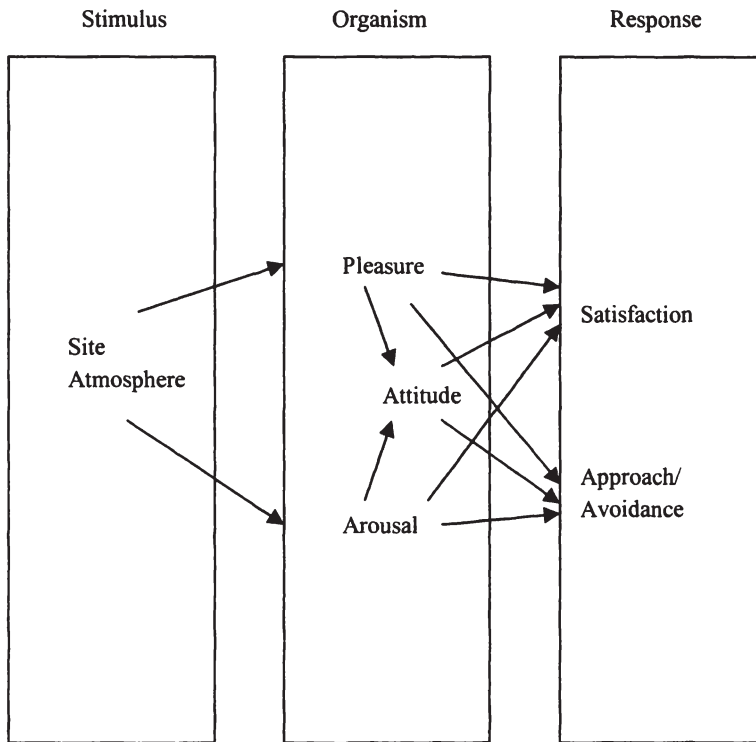 Stimulus
Organism
Response
Pleasure
Satisfaction
Site
Atmosphere
Attitude
Approach/
Avoidance
Arousal